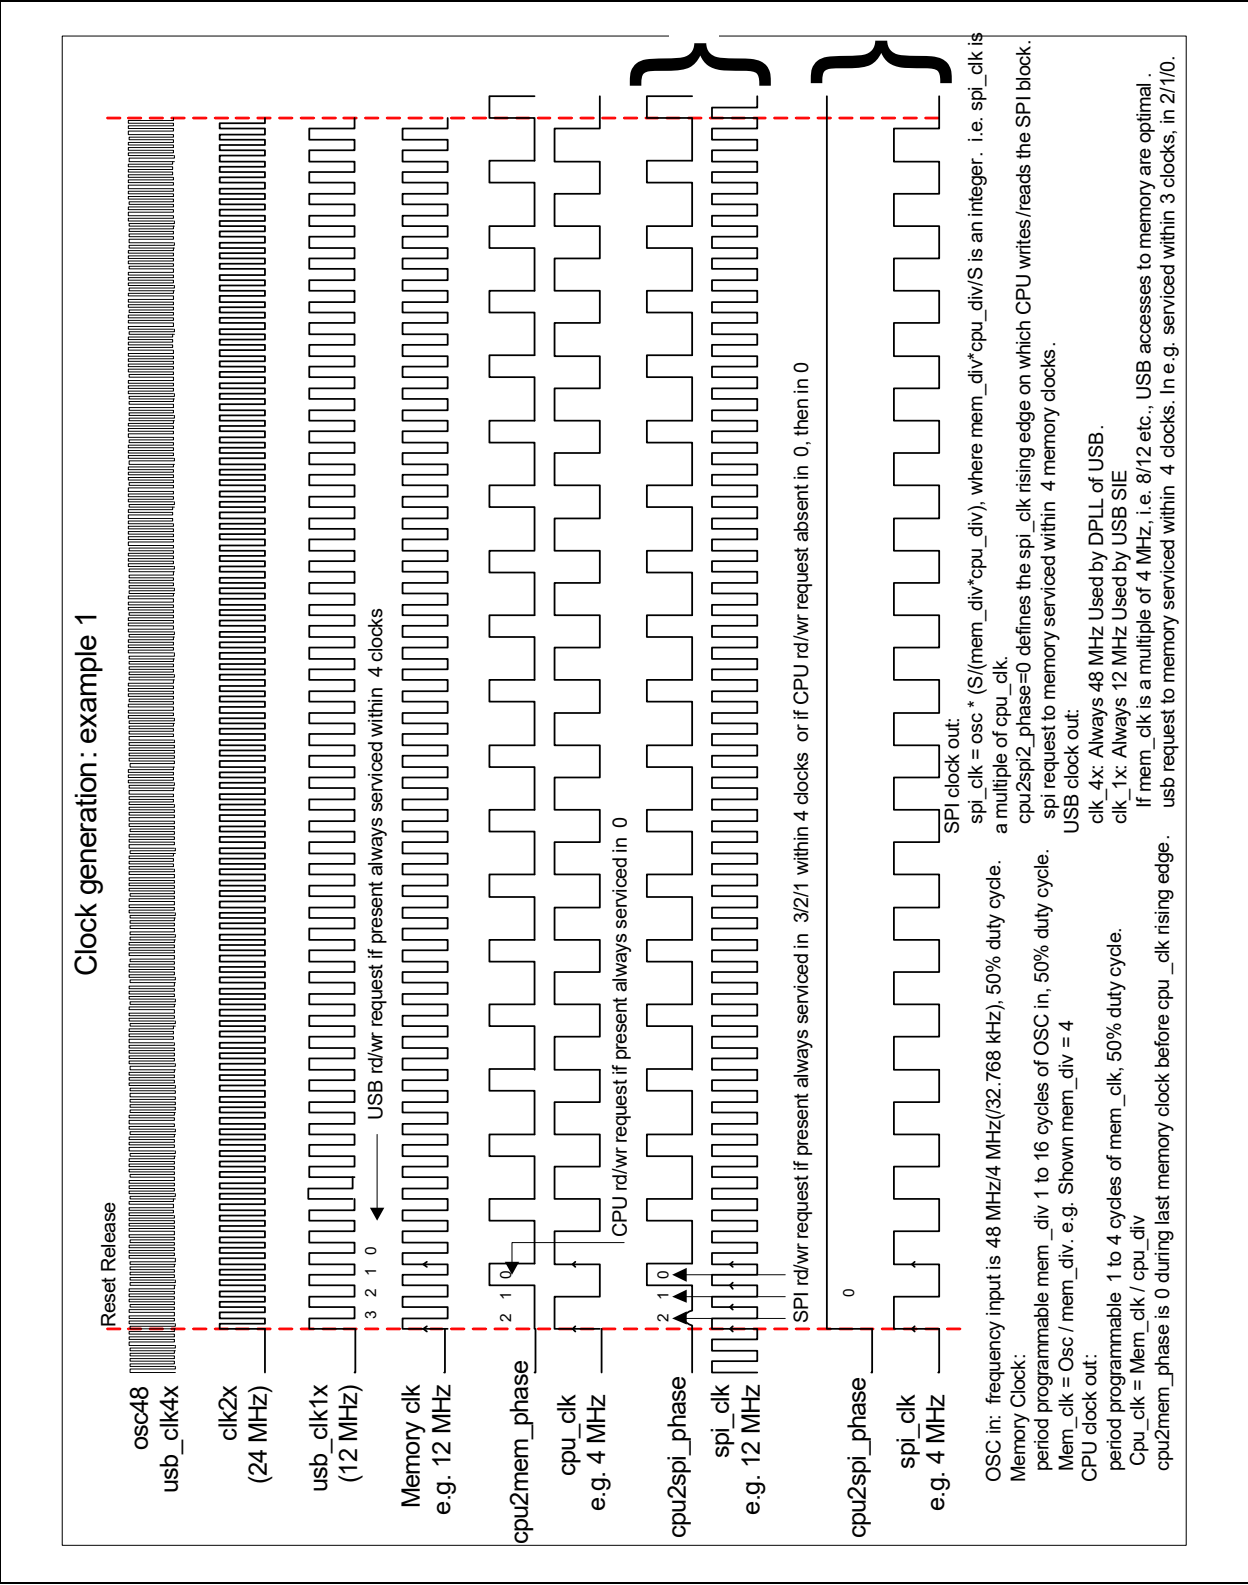 Clock generation : example 1
Reset Release
osc48
usb_clk4x
clk2x
(24 MHz)
usb_clk1x
(12 MHz)
3 2 1 0
USB rd/wr request if present always serviced within 4 clocks
Memory clk
e.g. 12 MHz
cpu2mem_phase
2 1 0
cpu_clk
e.g. 4 MHz
CPU rd/wr request if present always serviced in 0
cpu2spi_phase
2 1 0
spi_clk
e.g. 12 MHz
SPI rd/wr request if present always serviced in 3/2/1 within 4 clocks or if CPU rd/wr request absent in 0, then in 0
cpu2spi_phase
0
spi_clk
e.g. 4 MHz
OSC in: frequency input is 48 MHz/4 MHz(/32.768 kHz), 50% duty cycle.
Memory Clock:
period programmable mem_div 1 to 16 cycles of OSC in, 50% duty cycle.
Mem_clk = Osc / mem_div. e.g. Shown mem_div = 4
CPU clock out:
period programmable 1 to 4 cycles of mem_clk, 50% duty cycle.
Cpu_clk = Mem_clk / cpu_div
cpu2mem_phase is 0 during last memory clock before cpu _clk rising edge .
SPI clock out:
spi_clk = osc * (S/(mem_div*cpu_div), where mem_div*cpu_div/S is an integer. i.e. spi_clk is
a multiple of cpu_clk.
cpu2spi2_phase=0 defines the spi_clk rising edge on which CPU writes/reads the SPI block.
spi request to memory serviced within 4 memory clocks .
USB clock out:
clk_4x: Always 48 MHz Used by DPLL of USB .
clk_1x: Always 12 MHz Used by USB SIE
If mem_clk is a multiple of 4 MHz, i.e. 8/12 etc., USB accesses to memory are optimal .
usb request to memory serviced within 4 clocks. In e.g. serviced within 3 clocks, in 2/1/0.